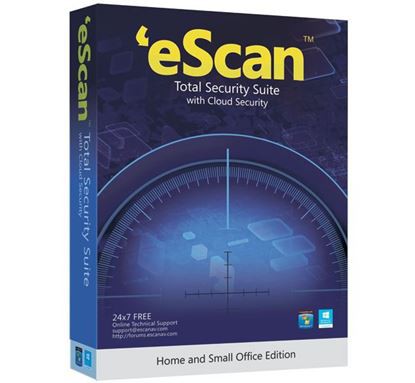 'eScan™
Total Security Suite
with Cloud Security
'eScan
Total Security Suite
with Cloud Security
24x7 FREE
Online Technical Support
support@escanav.com
http://forums.escanav.com
Home and Small Office Edition